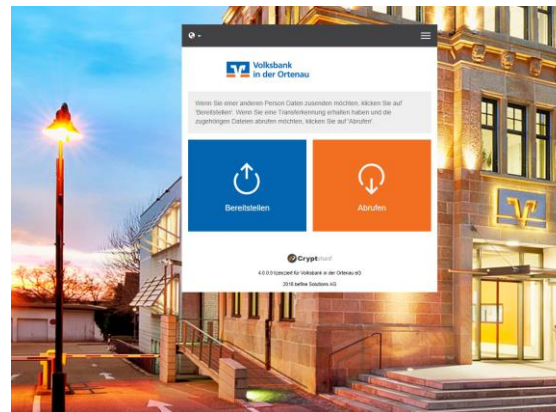 Volksbank
in der Ortenau
Wenn Sie einer anderen Person Daten zusenden möchten, klicken Sie auf
'Bereitstellen'. Wenn Sie eine Transferkennung erhalten haben und die
zugehörigen Dateien abrufen möchten, klicken Sie auf 'Abrufen'.
Bereitstellen
Abrufen
Cryptshare
4.0.0.0 lizenziert für Volksbank in der Ortenau eG
2018 befine Solutions AG